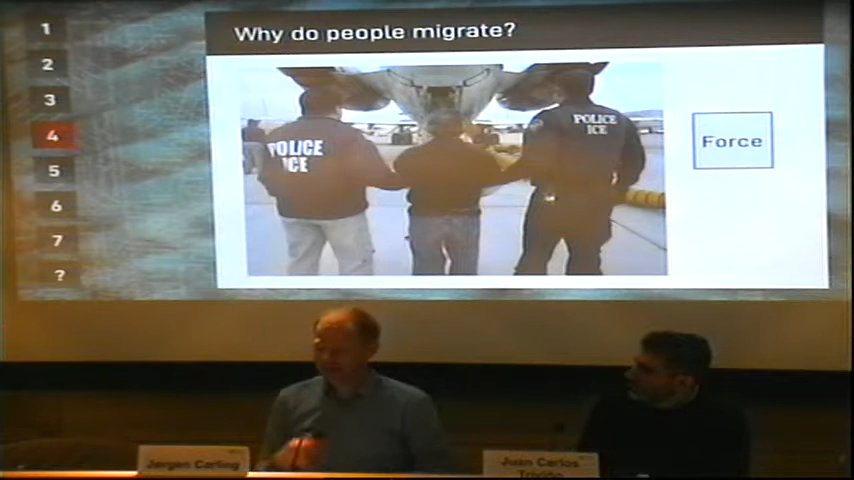 1
2
3
4
5
6
7
?
Why do people migrate?
POLICE
ICE
POLICE
ICE
Force
Jørgen Carling
Juan Carlos
Triviño